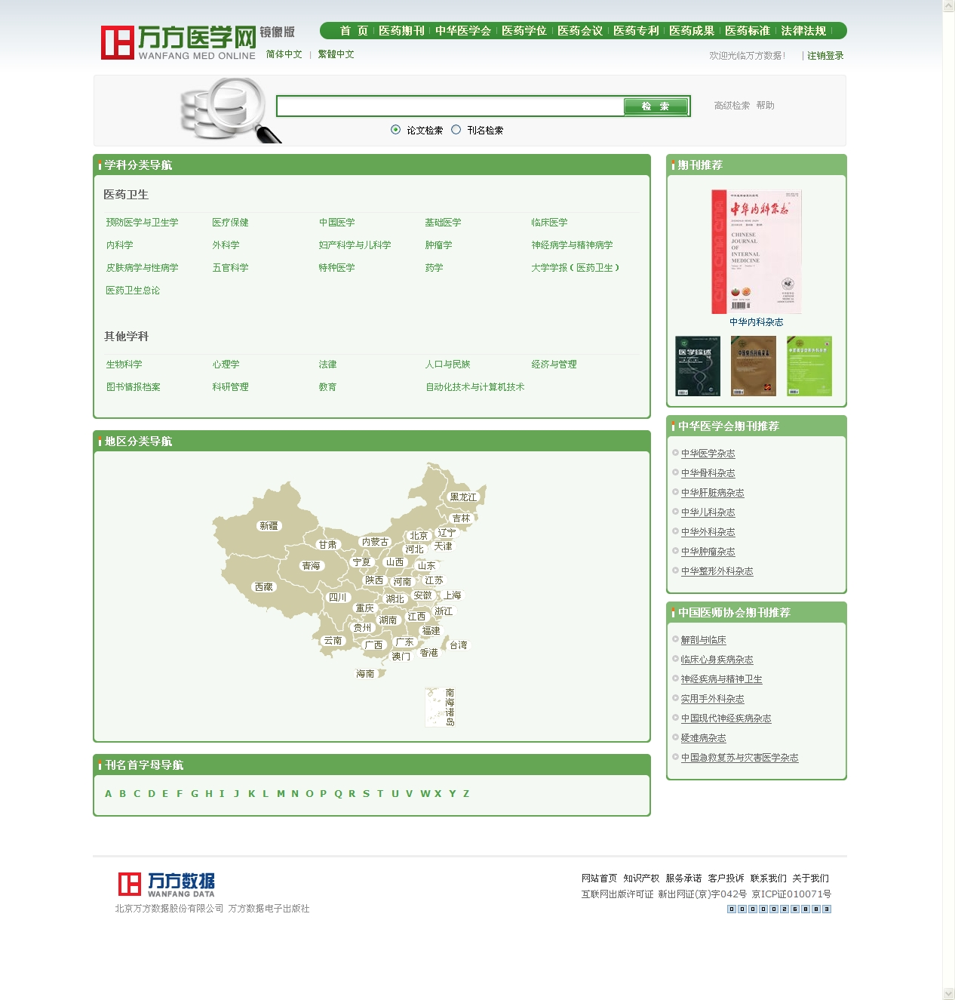 万方医学网 镜像版
WANFANG MED ONLINE
简体中文 | 繁體中文
首 页 医药期刊 中华医学会 医药学位 医药会议 医药专利 医药成果 医药标准 法律法规
欢迎光临万方数据! | 注销登录
检 索
高级检索 帮助
论文检索 刊名检索
学科分类导航
医药卫生
预防医学与卫生学 医疗保健 中国医学 基础医学 临床医学
内科学 外科学 妇产科学与儿科学 肿瘤学 神经病学与精神病学
皮肤病学与性病学 五官科学 特种医学 药学 大学学报(医药卫生)
医药卫生总论
其他学科
生物科学 心理学 法律 人口与民族 经济与管理
图书情报档案 科研管理 教育 自动化技术与计算机技术
地区分类导航
黑龙江
吉林
新疆
北京 辽宁
甘肃 内蒙古
河北 天津
青海 宁夏 山西 山东
西藏 陕西 河南 江苏
四川 湖北 安徽 上海
重庆 湖南 江西 浙江
贵州 福建
云南 广西 广东 台湾
澳门 香港
海南
南海诸岛
刊名首字母导航
A B C D E F G H I J K L M N O P Q R S T U V W X Y Z
期刊推荐
中华内科杂志
CHINESE
JOURNAL
OF
INTERNAL
MEDICINE
中华内科杂志
医学综述
中华医学会期刊推荐
中华医学杂志
中华骨科杂志
中华肝脏病杂志
中华儿科杂志
中华外科杂志
中华肿瘤杂志
中华整形外科杂志
中国医师协会期刊推荐
解剖与临床
临床心身疾病杂志
神经疾病与精神卫生
实用手外科杂志
中国现代神经疾病杂志
疑难病杂志
中国急救复苏与灾害医学杂志
万方数据
WANFANG DATA
北京万方数据股份有限公司 万方数据电子出版社
网站首页 知识产权 服务承诺 客户投诉 联系我们 关于我们
互联网出版许可证 新出网证(京)字042号 京ICP证010071号
0000026883